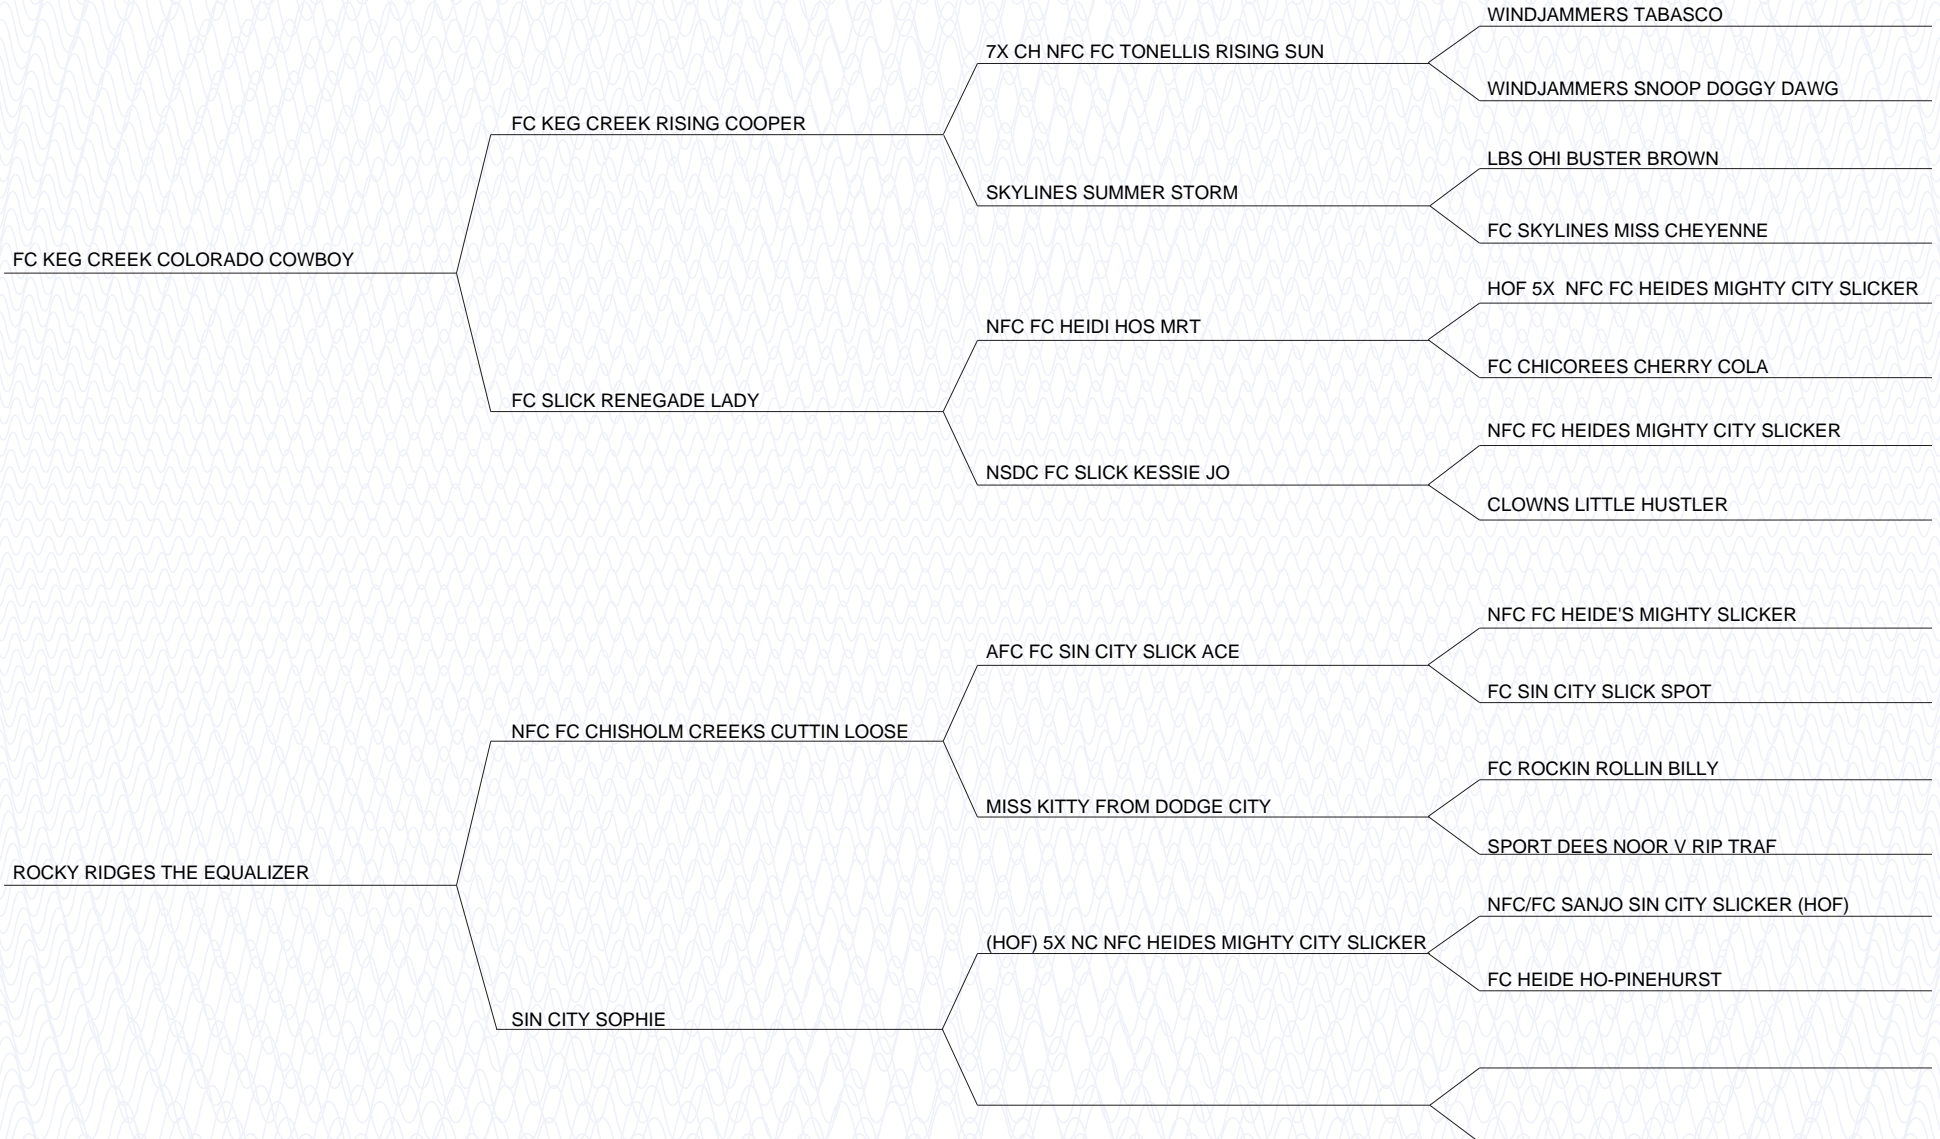 WINDJAMMERS TABASCO
7X CH NFC FC TONELLIS RISING SUN
WINDJAMMERS SNOOP DOGGY DAWG
FC KEG CREEK RISING COOPER
LBS OHI BUSTER BROWN
SKYLINES SUMMER STORM
FC SKYLINES MISS CHEYENNE
FC KEG CREEK COLORADO COWBOY
HOF 5X  NFC FC HEIDES MIGHTY CITY SLICKER
NFC FC HEIDI HOS MRT
FC CHICOREES CHERRY COLA
FC SLICK RENEGADE LADY
NFC FC HEIDES MIGHTY CITY SLICKER
NSDC FC SLICK KESSIE JO
CLOWNS LITTLE HUSTLER
NFC FC HEIDE'S MIGHTY SLICKER
AFC FC SIN CITY SLICK ACE
FC SIN CITY SLICK SPOT
NFC FC CHISHOLM CREEKS CUTTIN LOOSE
FC ROCKIN ROLLIN BILLY
MISS KITTY FROM DODGE CITY
SPORT DEES NOOR V RIP TRAF
ROCKY RIDGES THE EQUALIZER
NFC/FC SANJO SIN CITY SLICKER (HOF)
(HOF) 5X NC NFC HEIDES MIGHTY CITY SLICKER
FC HEIDE HO-PINEHURST
SIN CITY SOPHIE